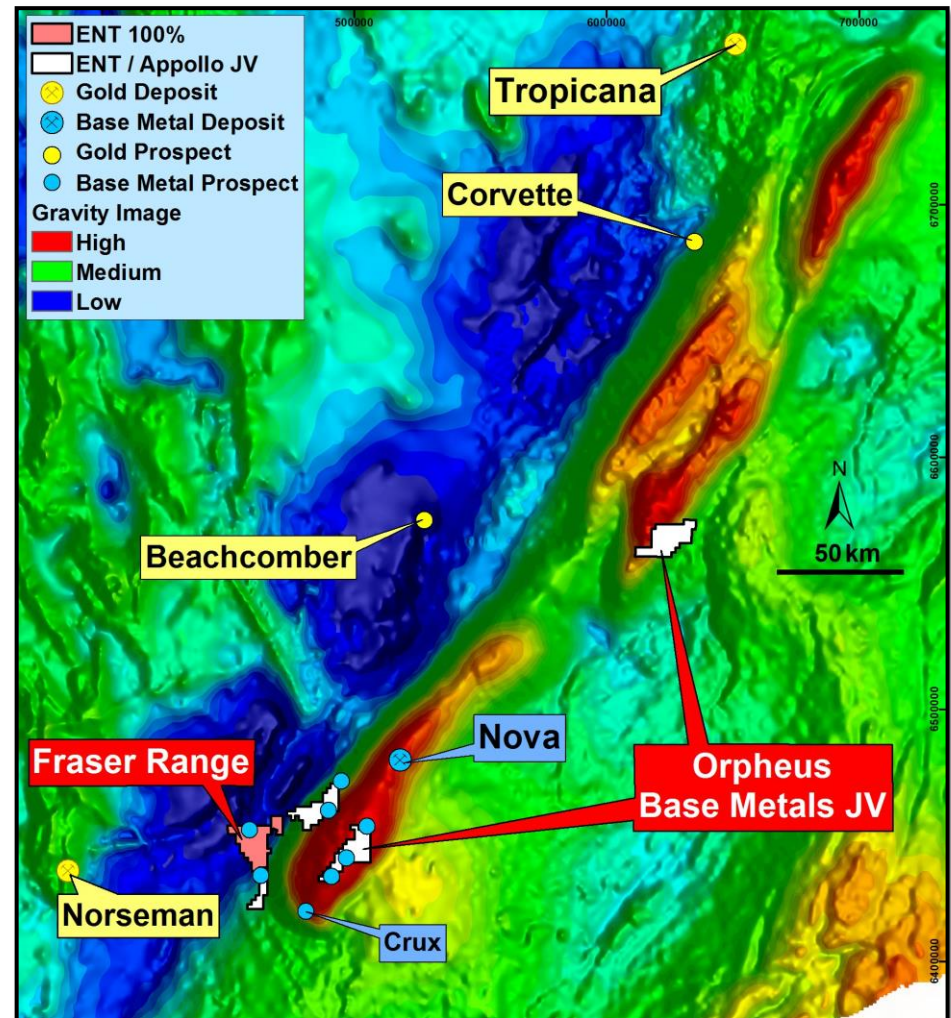 500000
600000
700000
ENT 100%
ENT / Appollo JV
Gold Deposit
Base Metal Deposit
Gold Prospect
Base Metal Prospect
Gravity Image
High
Medium
Low
Tropicana
Corvette
6700000
6600000
N
50 km
Beachcomber
6500000
Nova
Fraser Range
Orpheus
Base Metals JV
Norseman
Crux
6400000